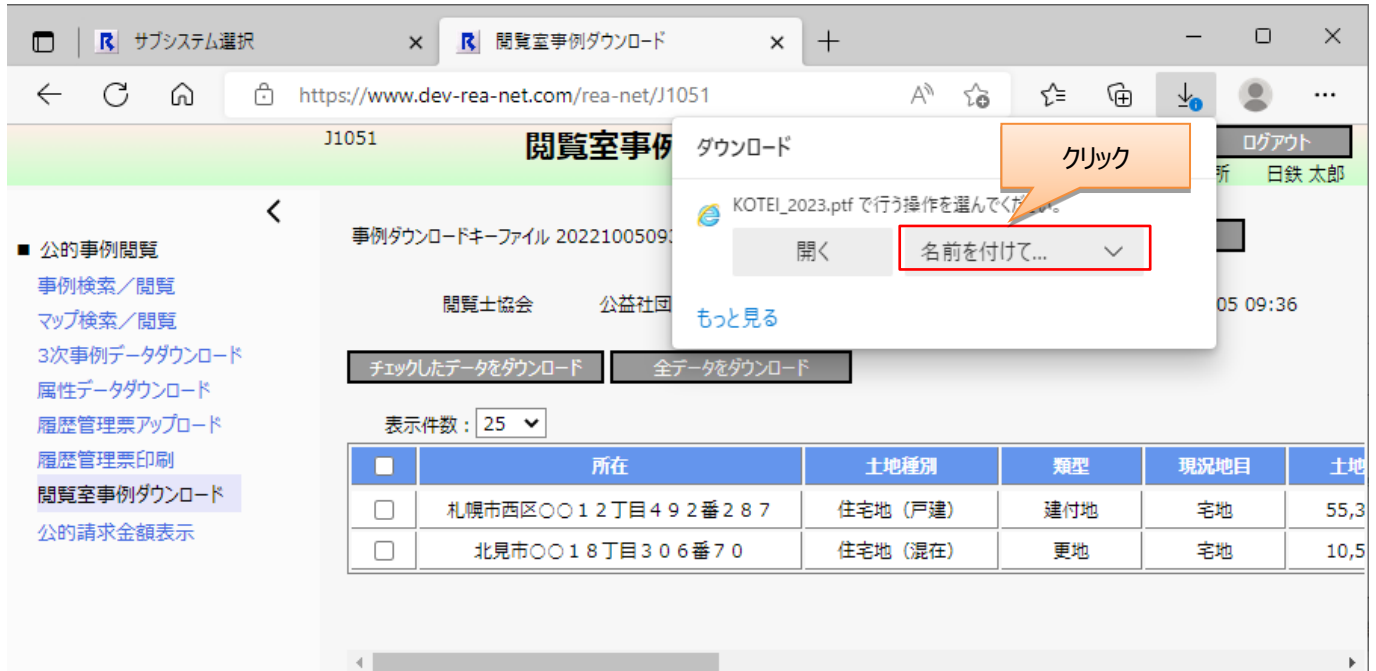 サブシステム選択
閲覧室事例ダウンロード
https://www.dev-rea-net.com/rea-net/J1051
J1051
閲覧室事例
ログアウト
所 日鉄 太郎
ダウンロード
クリック
KOTEI_2023.ptf で行う操作を選んでください。
開く
名前を付けて...
もっと見る
■ 公的事例閲覧
事例検索／閲覧
マップ検索／閲覧
3次事例データダウンロード
属性データダウンロード
履歴管理票アップロード
履歴管理票印刷
閲覧室事例ダウンロード
公的請求金額表示
事例ダウンロードキーファイル 2022100509
閲覧士協会 公益社団
05 09:36
チェックしたデータをダウンロード
全データをダウンロード
表示件数 : 25
所在 土地種別 類型 現況地目 土地
札幌市西区○○１２丁目４９２番２８７ 住宅地（戸建） 建付地 宅地 55,3
北見市○○１８丁目３０６番７０ 住宅地（混在） 更地 宅地 10,5